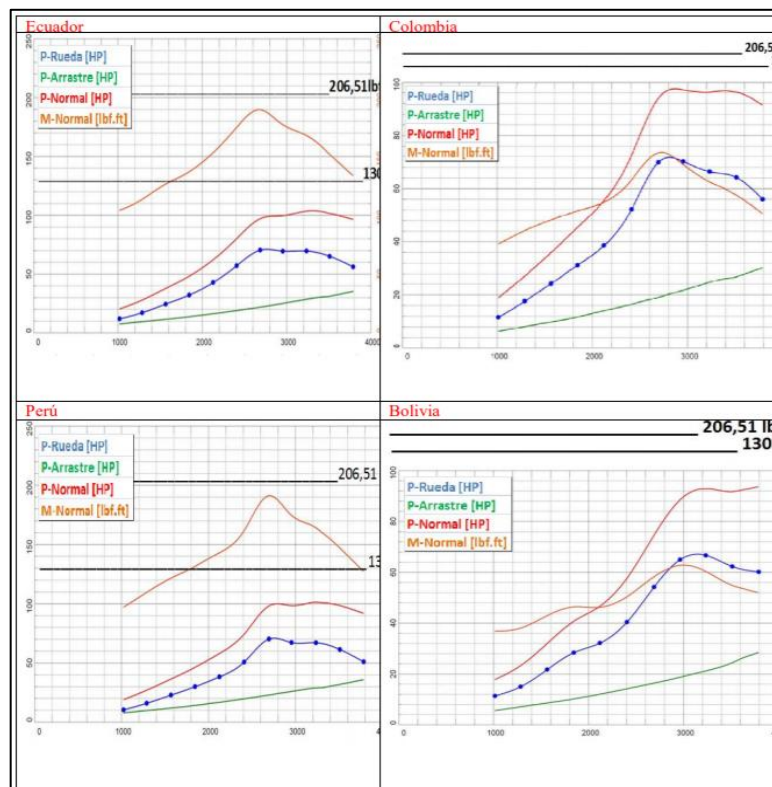 Ecuador
250
P-Rueda [HP]
P-Arrastre [HP]
P-Normal [HP]
M-Normal [lbf.ft]
206,51lbf
200
150
130
100
50
0
0 1000 2000 3000 4000
Colombia
206,5
100
P-Rueda [HP]
P-Arrastre [HP]
P-Normal [HP]
M-Normal [lbf.ft]
80
60
40
20
0
0 1000 2000 3000
Perú
250
P-Rueda [HP]
P-Arrastre [HP]
P-Normal [HP]
M-Normal [lbf.ft]
206,51
200
150
100
50
0
0 1000 2000 3000
Bolivia
206,51 lb
130
100
P-Rueda [HP]
P-Arrastre [HP]
P-Normal [HP]
M-Normal [lbf.ft]
80
60
40
20
0
0 1000 2000 3000